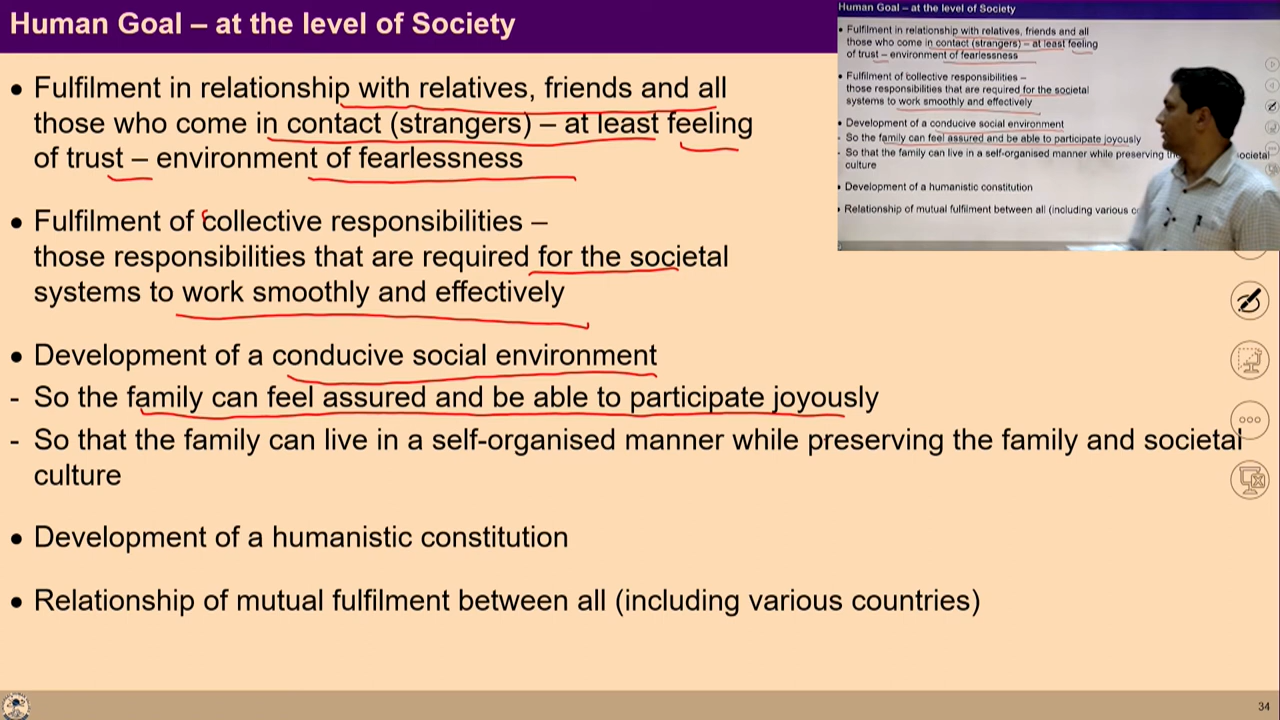 Human Goal – at the level of Society
• Fulfilment in relationship with relatives, friends and all
those who come in contact (strangers) – at least feeling
of trust – environment of fearlessness
• Fulfilment of collective responsibilities –
those responsibilities that are required for the societal
systems to work smoothly and effectively
• Development of a conducive social environment
- So the family can feel assured and be able to participate joyously
- So that the family can live in a self-organised manner while preserving the family and societal
culture
• Development of a humanistic constitution
• Relationship of mutual fulfilment between all (including various countries)
34
Human Goal – at the level of Society
• Fulfilment in relationship with relatives, friends and all
those who come in contact (strangers) – at least feeling
of trust – environment of fearlessness
• Fulfilment of collective responsibilities –
those responsibilities that are required for the societal
systems to work smoothly and effectively
• Development of a conducive social environment
- So the family can feel assured and be able to participate joyously
- So that the family can live in a self-organised manner while preserving societal
culture
• Development of a humanistic constitution
• Relationship of mutual fulfilment between all (including various